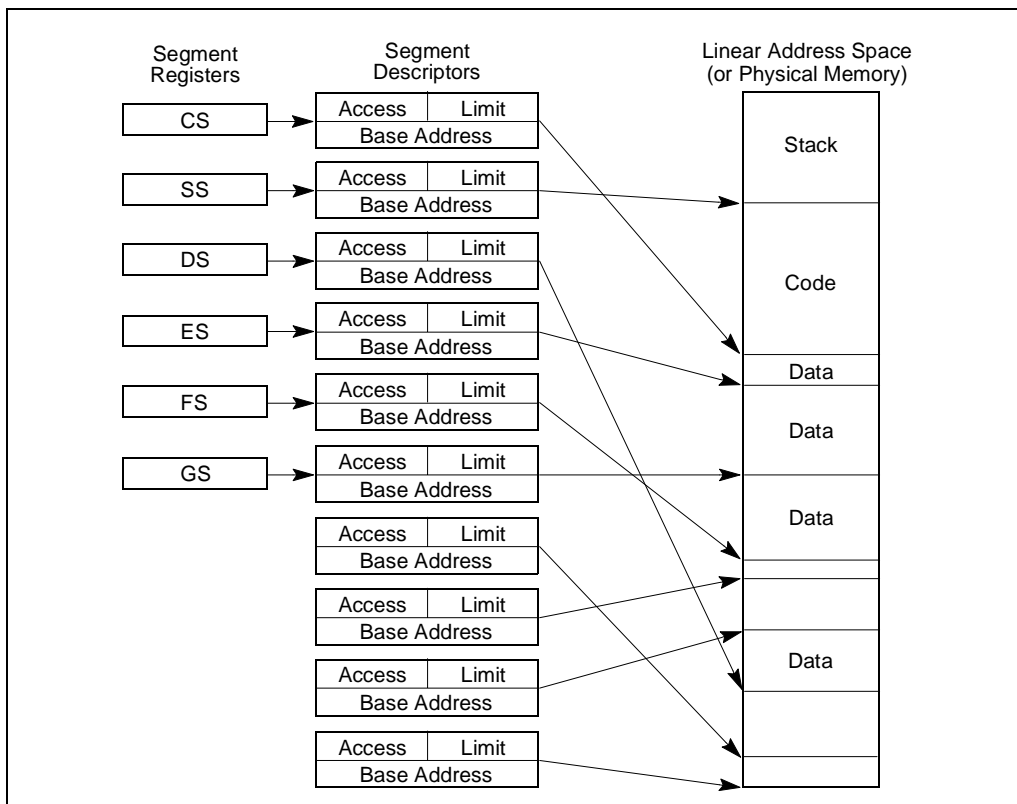 Segment
Registers
Segment
Descriptors
Linear Address Space
(or Physical Memory)
CS
Access Limit
Base Address
Stack
SS
Access Limit
Base Address
DS
Access Limit
Base Address
Code
ES
Access Limit
Base Address
Data
FS
Access Limit
Base Address
Data
GS
Access Limit
Base Address
Data
Access Limit
Base Address
Access Limit
Base Address
Access Limit
Base Address
Data
Access Limit
Base Address